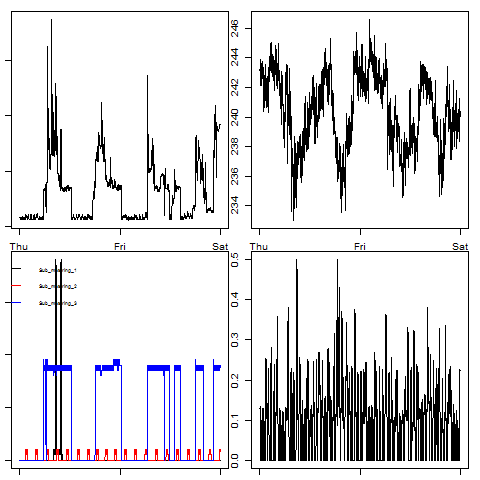 234 236 238 240 242 244 246
Thu Fri Sat
Thu Fri Sat
Sub_metering_1
Sub_metering_2
Sub_metering_3
0.0 0.1 0.2 0.3 0.4 0.5